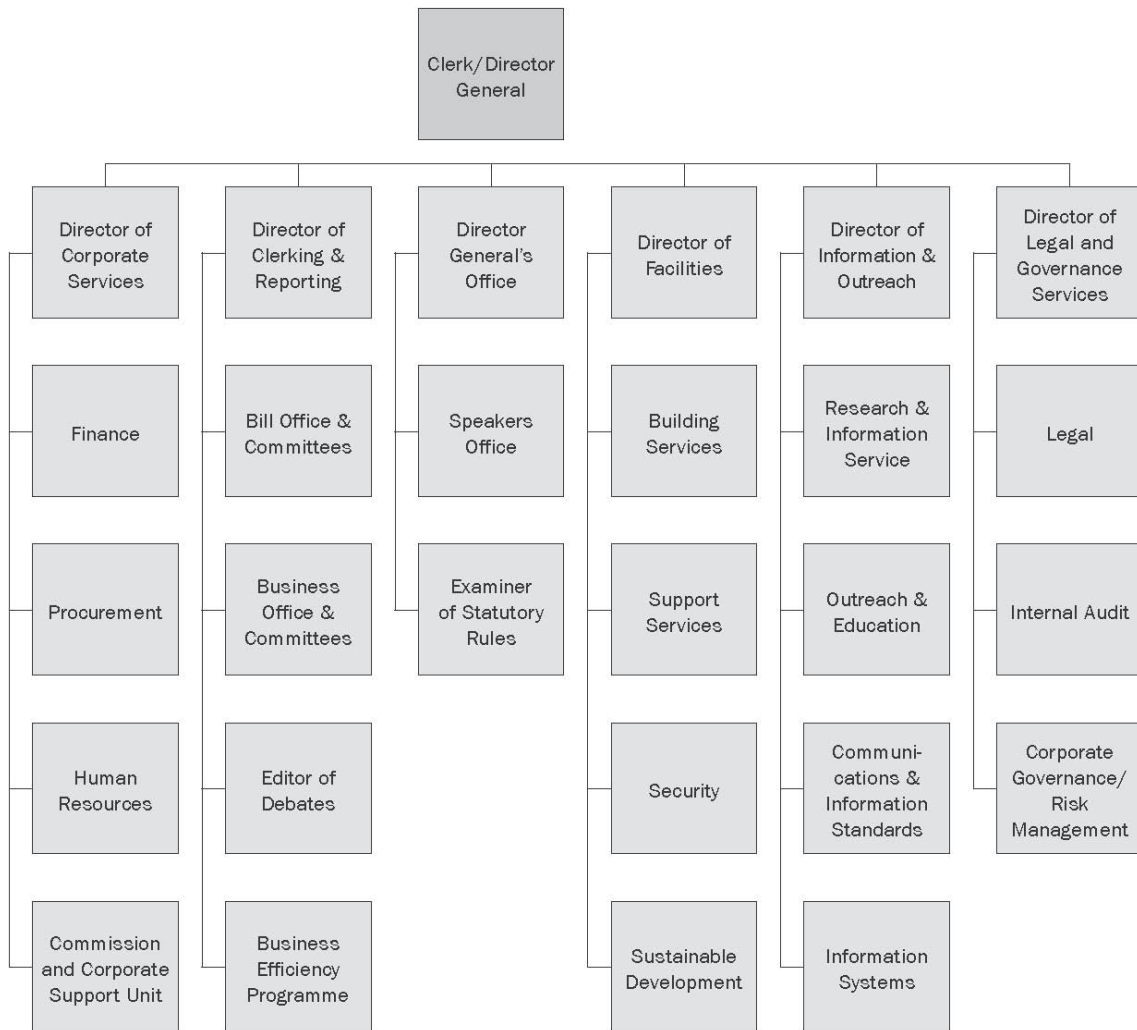 Clerk/Director
General
Director of
Corporate
Services
Director of
Clerking &
Reporting
Director
General's
Office
Director of
Facilities
Director of
Information &
Outreach
Director of
Legal and
Governance
Services
Finance
Bill Office &
Committees
Speakers
Office
Building
Services
Research &
Information
Service
Legal
Procurement
Business
Office &
Committees
Examiner
of Statutory
Rules
Support
Services
Outreach &
Education
Internal Audit
Human
Resources
Editor of
Debates
Security
Communi-
cations &
Information
Standards
Corporate
Governance/
Risk
Management
Commission
and Corporate
Support Unit
Business
Efficiency
Programme
Sustainable
Development
Information
Systems